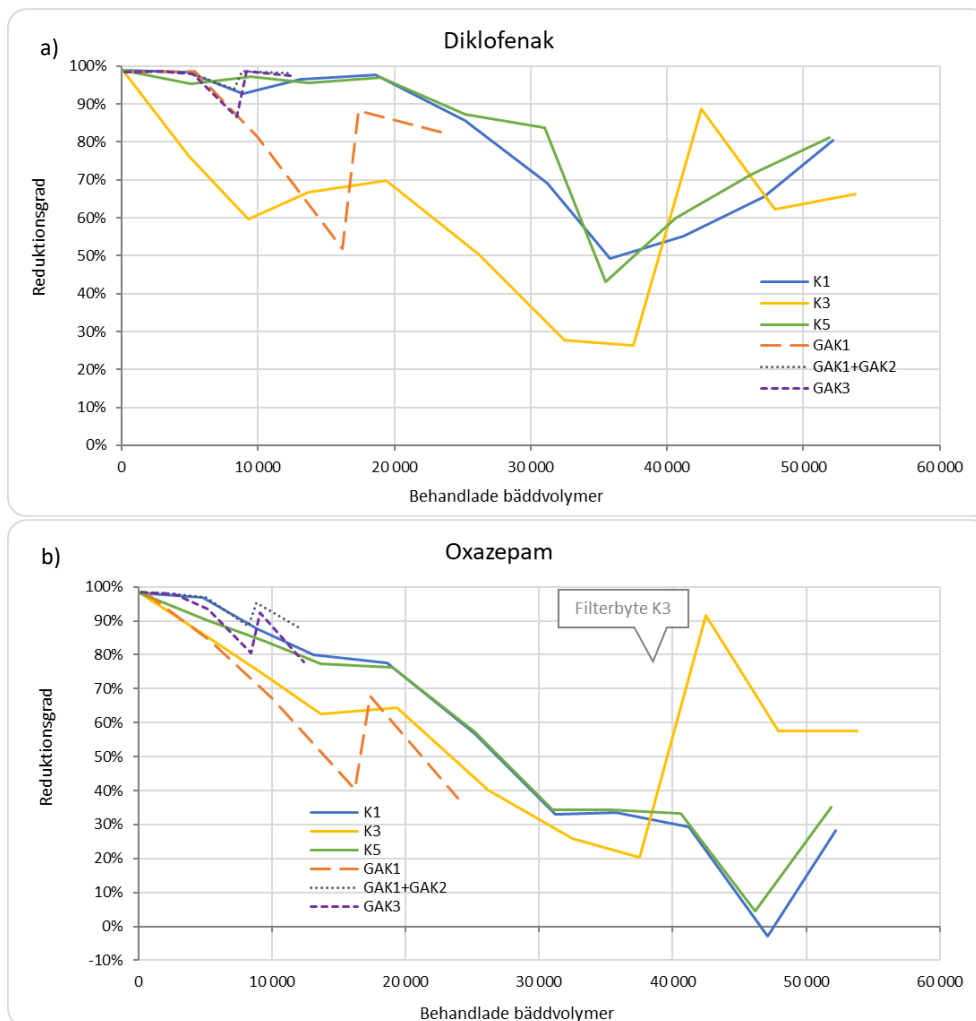 a)
Diklofenak
100%
90%
80%
70%
60%
50%
40%
30%
20%
10%
0%
Reduktionsgrad
K1
K3
K5
GAK1
GAK1+GAK2
GAK3
0 10 000 20 000 30 000 40 000 50 000 60 000
Behandlade bäddvolymer
b)
Oxazepam
100%
90%
80%
70%
60%
50%
40%
30%
20%
10%
0%
-10%
Reduktionsgrad
Filterbyte K3
K1
K3
K5
GAK1
GAK1+GAK2
GAK3
0 10 000 20 000 30 000 40 000 50 000 60 000
Behandlade bäddvolymer